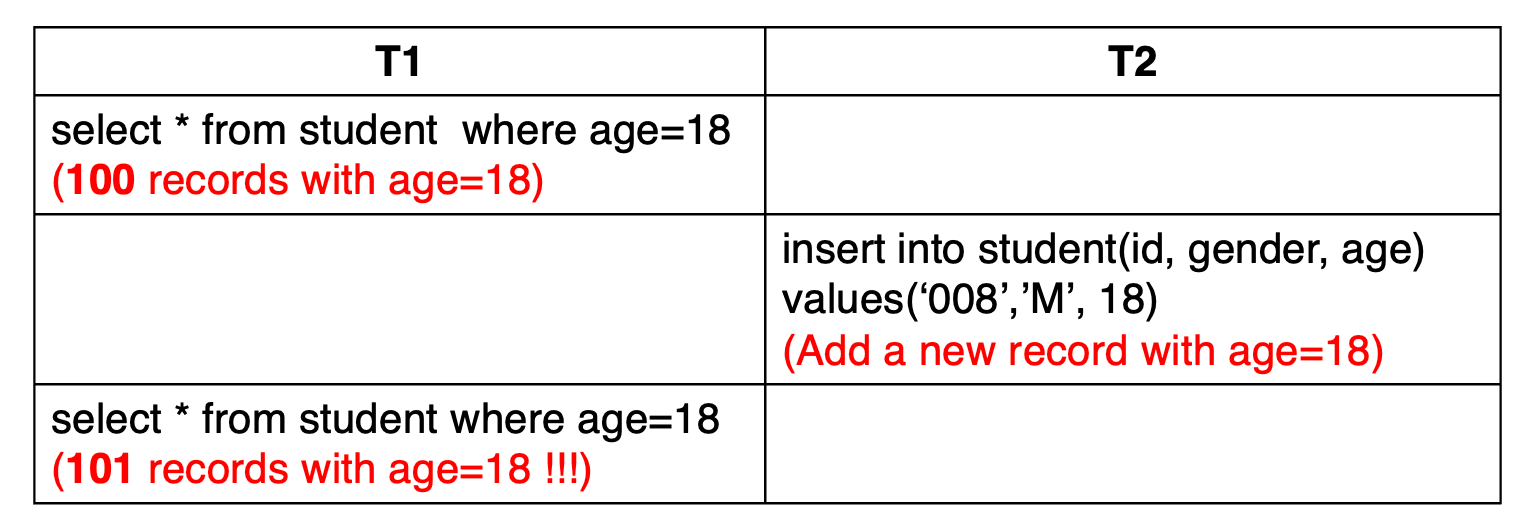 T1
T2
select * from student  where age=18
(100 records with age=18)
insert into student(id, gender, age)
values(‘008’,’M’, 18)
(Add a new record with age=18)
select * from student where age=18
(101 records with age=18 !!!)